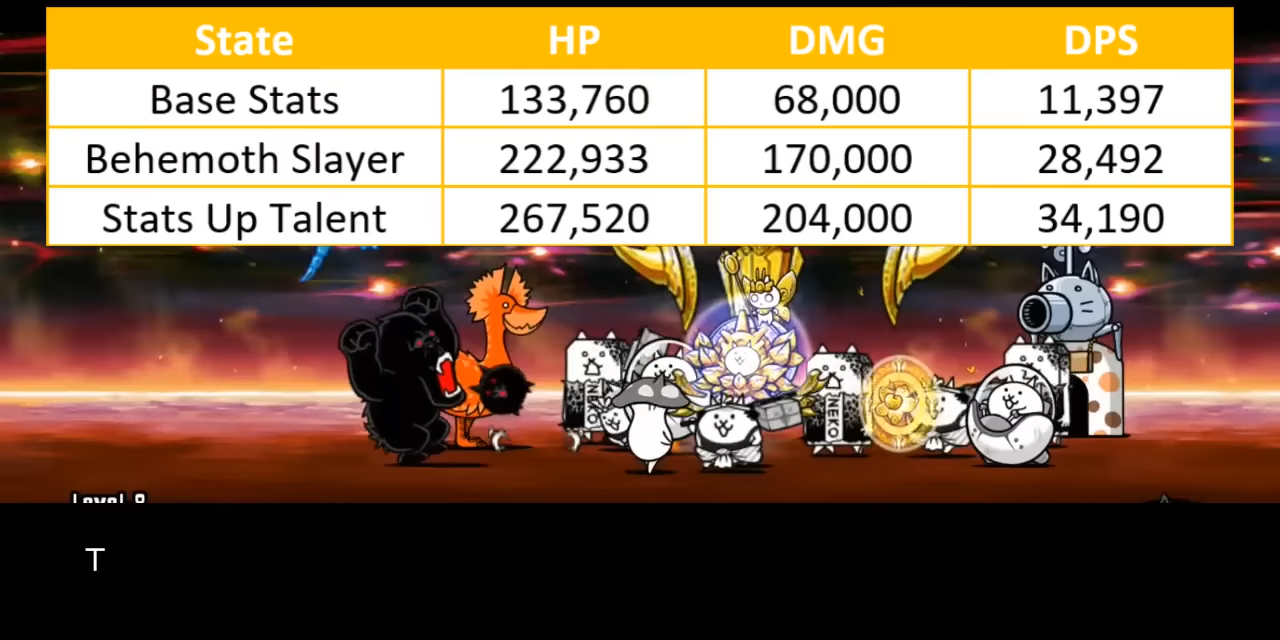 State HP DMG DPS
Base Stats 133,760 68,000 11,397
Behemoth Slayer 222,933 170,000 28,492
Stats Up Talent 267,520 204,000 34,190
NEKO NEKO
T